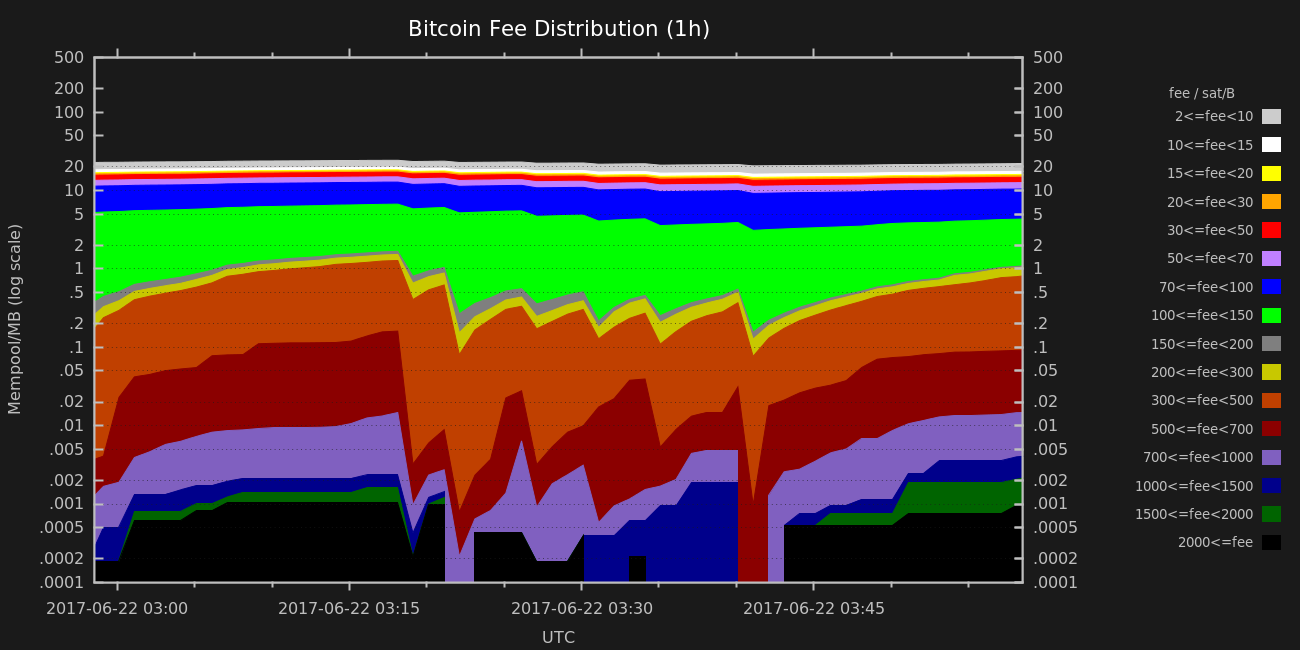 Bitcoin Fee Distribution (1h)
500 500
200 200
100 100
50 50
20 20
10 10
5 5
2 2
1 1
.5 .5
.2 .2
.1 .1
.05 .05
.02 .02
.01 .01
.005 .005
.002 .002
.001 .001
.0005 .0005
.0002 .0002
.0001 .0001
Mempool/MB (log scale)
2017-06-22 03:00 2017-06-22 03:15 2017-06-22 03:30 2017-06-22 03:45
UTC
fee / sat/B
2<=fee<10
10<=fee<15
15<=fee<20
20<=fee<30
30<=fee<50
50<=fee<70
70<=fee<100
100<=fee<150
150<=fee<200
200<=fee<300
300<=fee<500
500<=fee<700
700<=fee<1000
1000<=fee<1500
1500<=fee<2000
2000<=fee